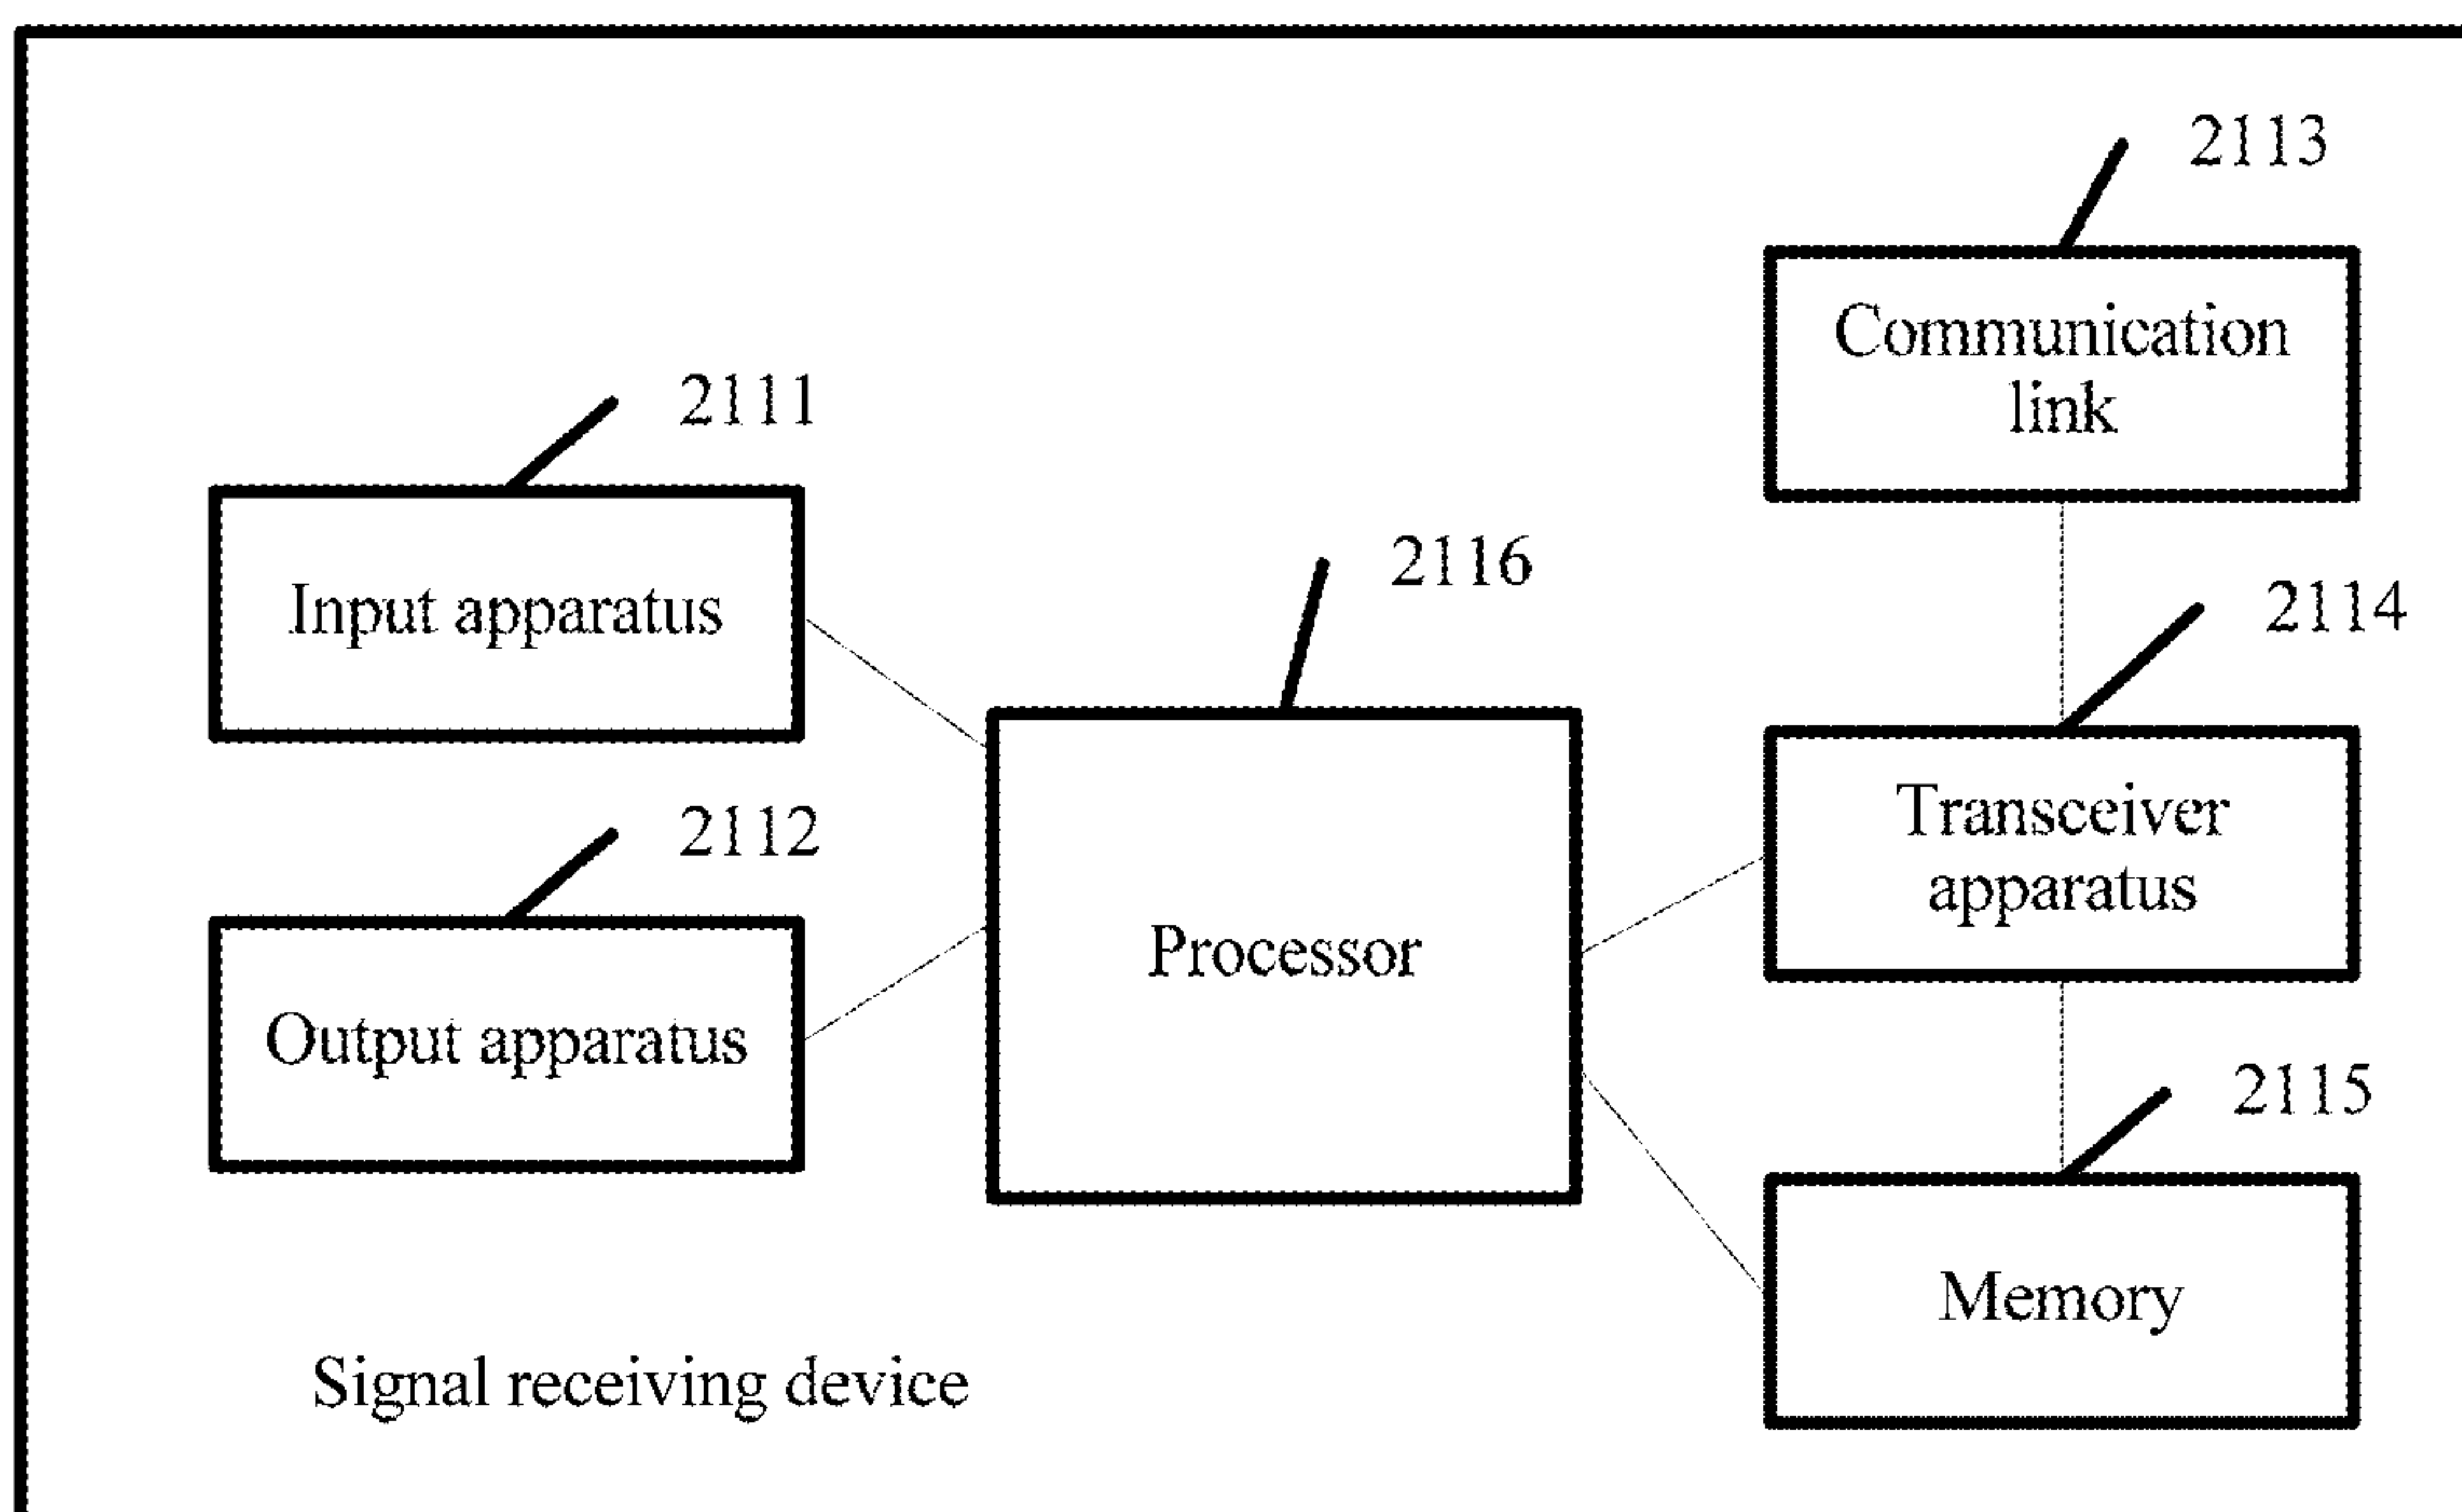 2113
Communication
link
2111
Input apparatus
2116
2114
Transceiver
apparatus
2112
Output apparatus
Processor
2115
Memory
Signal receiving device